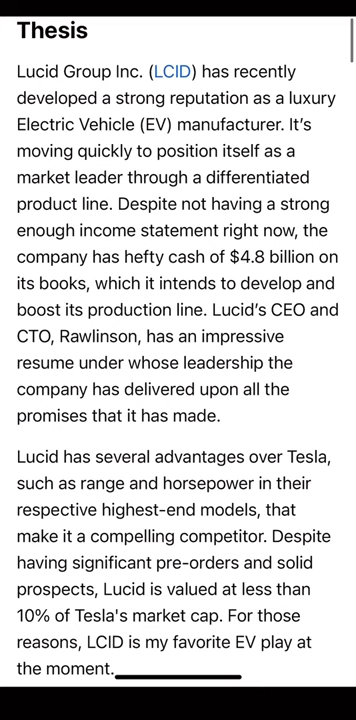 Thesis
Lucid Group Inc. (LCID) has recently
developed a strong reputation as a luxury
Electric Vehicle (EV) manufacturer. It’s
moving quickly to position itself as a
market leader through a differentiated
product line. Despite not having a strong
enough income statement right now, the
company has hefty cash of $4.8 billion on
its books, which it intends to develop and
boost its production line. Lucid’s CEO and
CTO, Rawlinson, has an impressive
resume under whose leadership the
company has delivered upon all the
promises that it has made.
Lucid has several advantages over Tesla,
such as range and horsepower in their
respective highest-end models, that
make it a compelling competitor. Despite
having significant pre-orders and solid
prospects, Lucid is valued at less than
10% of Tesla's market cap. For those
reasons, LCID is my favorite EV play at
the moment.